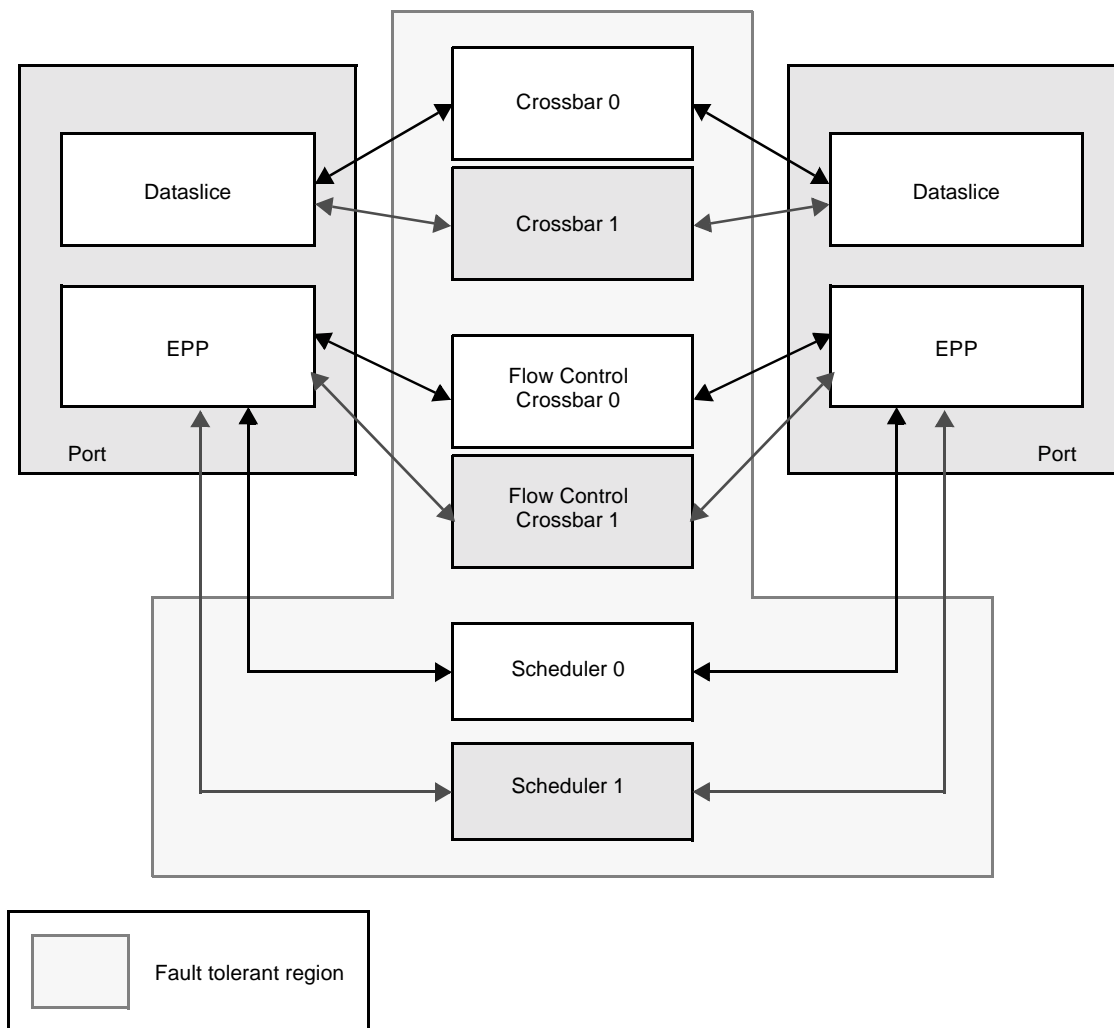 Crossbar 0
Dataslice
Dataslice
Crossbar 1
EPP
EPP
Flow Control
Crossbar 0
Port
Port
Flow Control
Crossbar 1
Scheduler 0
Scheduler 1
Fault tolerant region